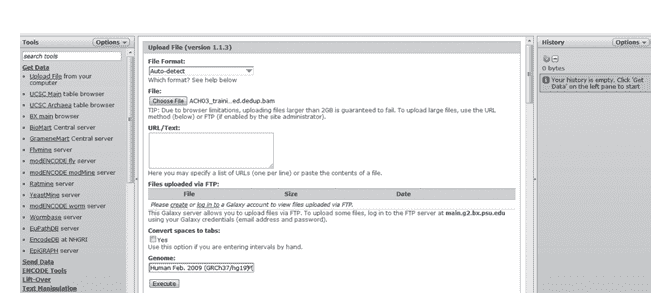 Tools
Options
search tools
Get Data
Upload File from your
computer
UCSC Main table browser
UCSC Archaea table browser
BX main browser
BioMart Central server
GrameneMart Central server
Flymine server
modENCODE fly server
modENCODE modMine server
Ratmine server
YeastMine server
modENCODE worm server
Wormbase server
EuPathDB server
EncodeDB at NHGRI
EpiGRAPH server
Send Data
ENCODE Tools
Lift-Over
Text Manipulation
Upload File (version 1.1.3)
File Format:
Auto-detect
Which format? See help below
File:
Choose File ACH03_traini...ed.dedup.bam
TIP: Due to browser limitations, uploading files larger than 2GB is guaranteed to fail. To upload large files, use the URL
method (below) or FTP (if enabled by the site administrator).
URL/Text:
Here you may specify a list of URLs (one per line) or paste the contents of a file.
Files uploaded via FTP:
File Size Date
Please create or log in to a Galaxy account to view files uploaded via FTP.
This Galaxy server allows you to upload files via FTP. To upload some files, log in to the FTP server at main.g2.bx.psu.edu
using your Galaxy credentials (email address and password).
Convert spaces to tabs:
Yes
Use this option if you are entering intervals by hand.
Genome:
Human Feb. 2009 (GRCh37/hg19)
Execute
History
Options
0 bytes
Your history is empty. Click 'Get
Data' on the left pane to start